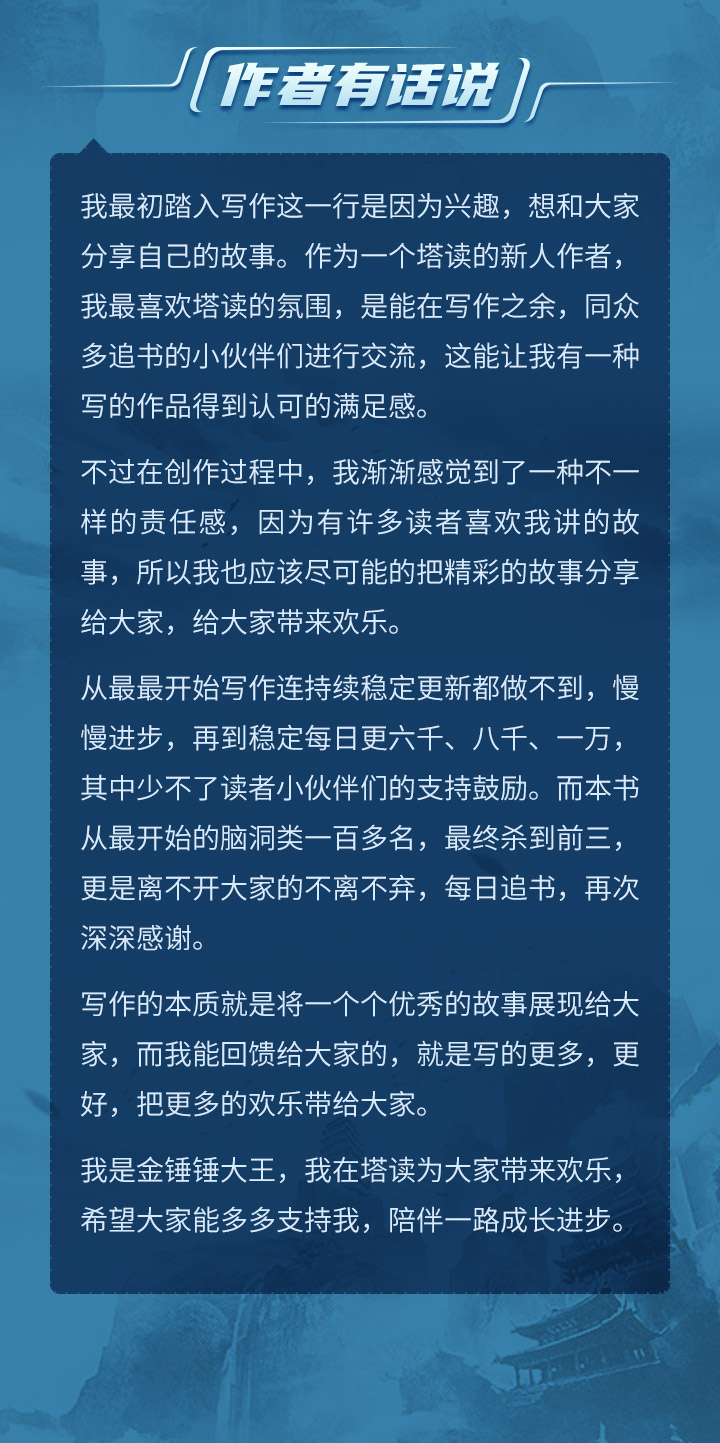 作者有话说
我最初踏入写作这一行是因为兴趣，想和大家
分享自己的故事。作为一个塔读的新人作者，
我最喜欢塔读的氛围，是能在写作之余，同众
多追书的小伙伴们进行交流，这能让我有一种
写的作品得到认可的满足感。
不过在创作过程中，我渐渐感觉到了一种不一
样的责任感，因为有许多读者喜欢我讲的故
事，所以我也应该尽可能的把精彩的故事分享
给大家，给大家带来欢乐。
从最最开始写作连持续稳定更新都做不到，慢
慢进步，再到稳定每日更六千、八千、一万，
其中少不了读者小伙伴们的支持鼓励。而本书
从最开始的脑洞类一百多名，最终杀到前三，
更是离不开大家的不离不弃，每日追书，再次
深深感谢。
写作的本质就是将一个个优秀的故事展现给大
家，而我能回馈给大家的，就是写的更多，更
好，把更多的欢乐带给大家。
我是金锤锤大王，我在塔读为大家带来欢乐，
希望大家能多多支持我，陪伴一路成长进步。